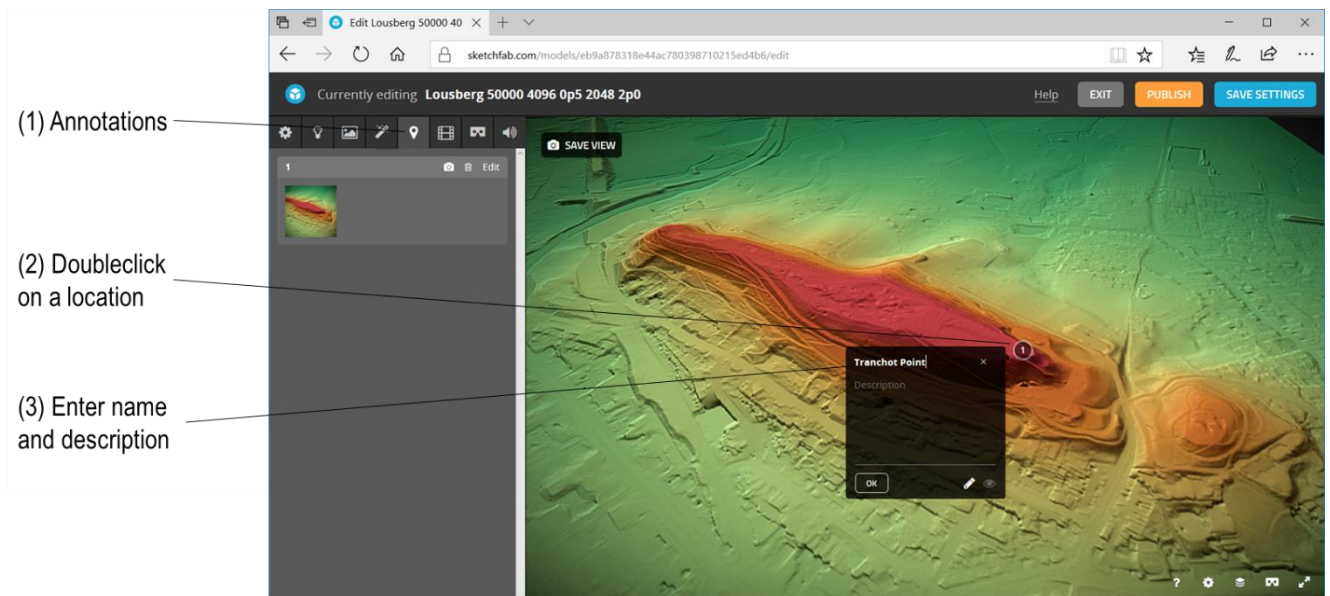 Edit Lousberg 50000 40
sketchfab.com/models/eb9a878318e44ac780398710215ed4b6/edit
Currently editing Lousberg 50000 4096 0p5 2048 2p0
Help
EXIT
PUBLISH
SAVE SETTINGS
(1) Annotations
SAVE VIEW
1
Edit
(2) Doubleclick
on a location
1
Tranchot Point
Description
(3) Enter name
and description
OK
?